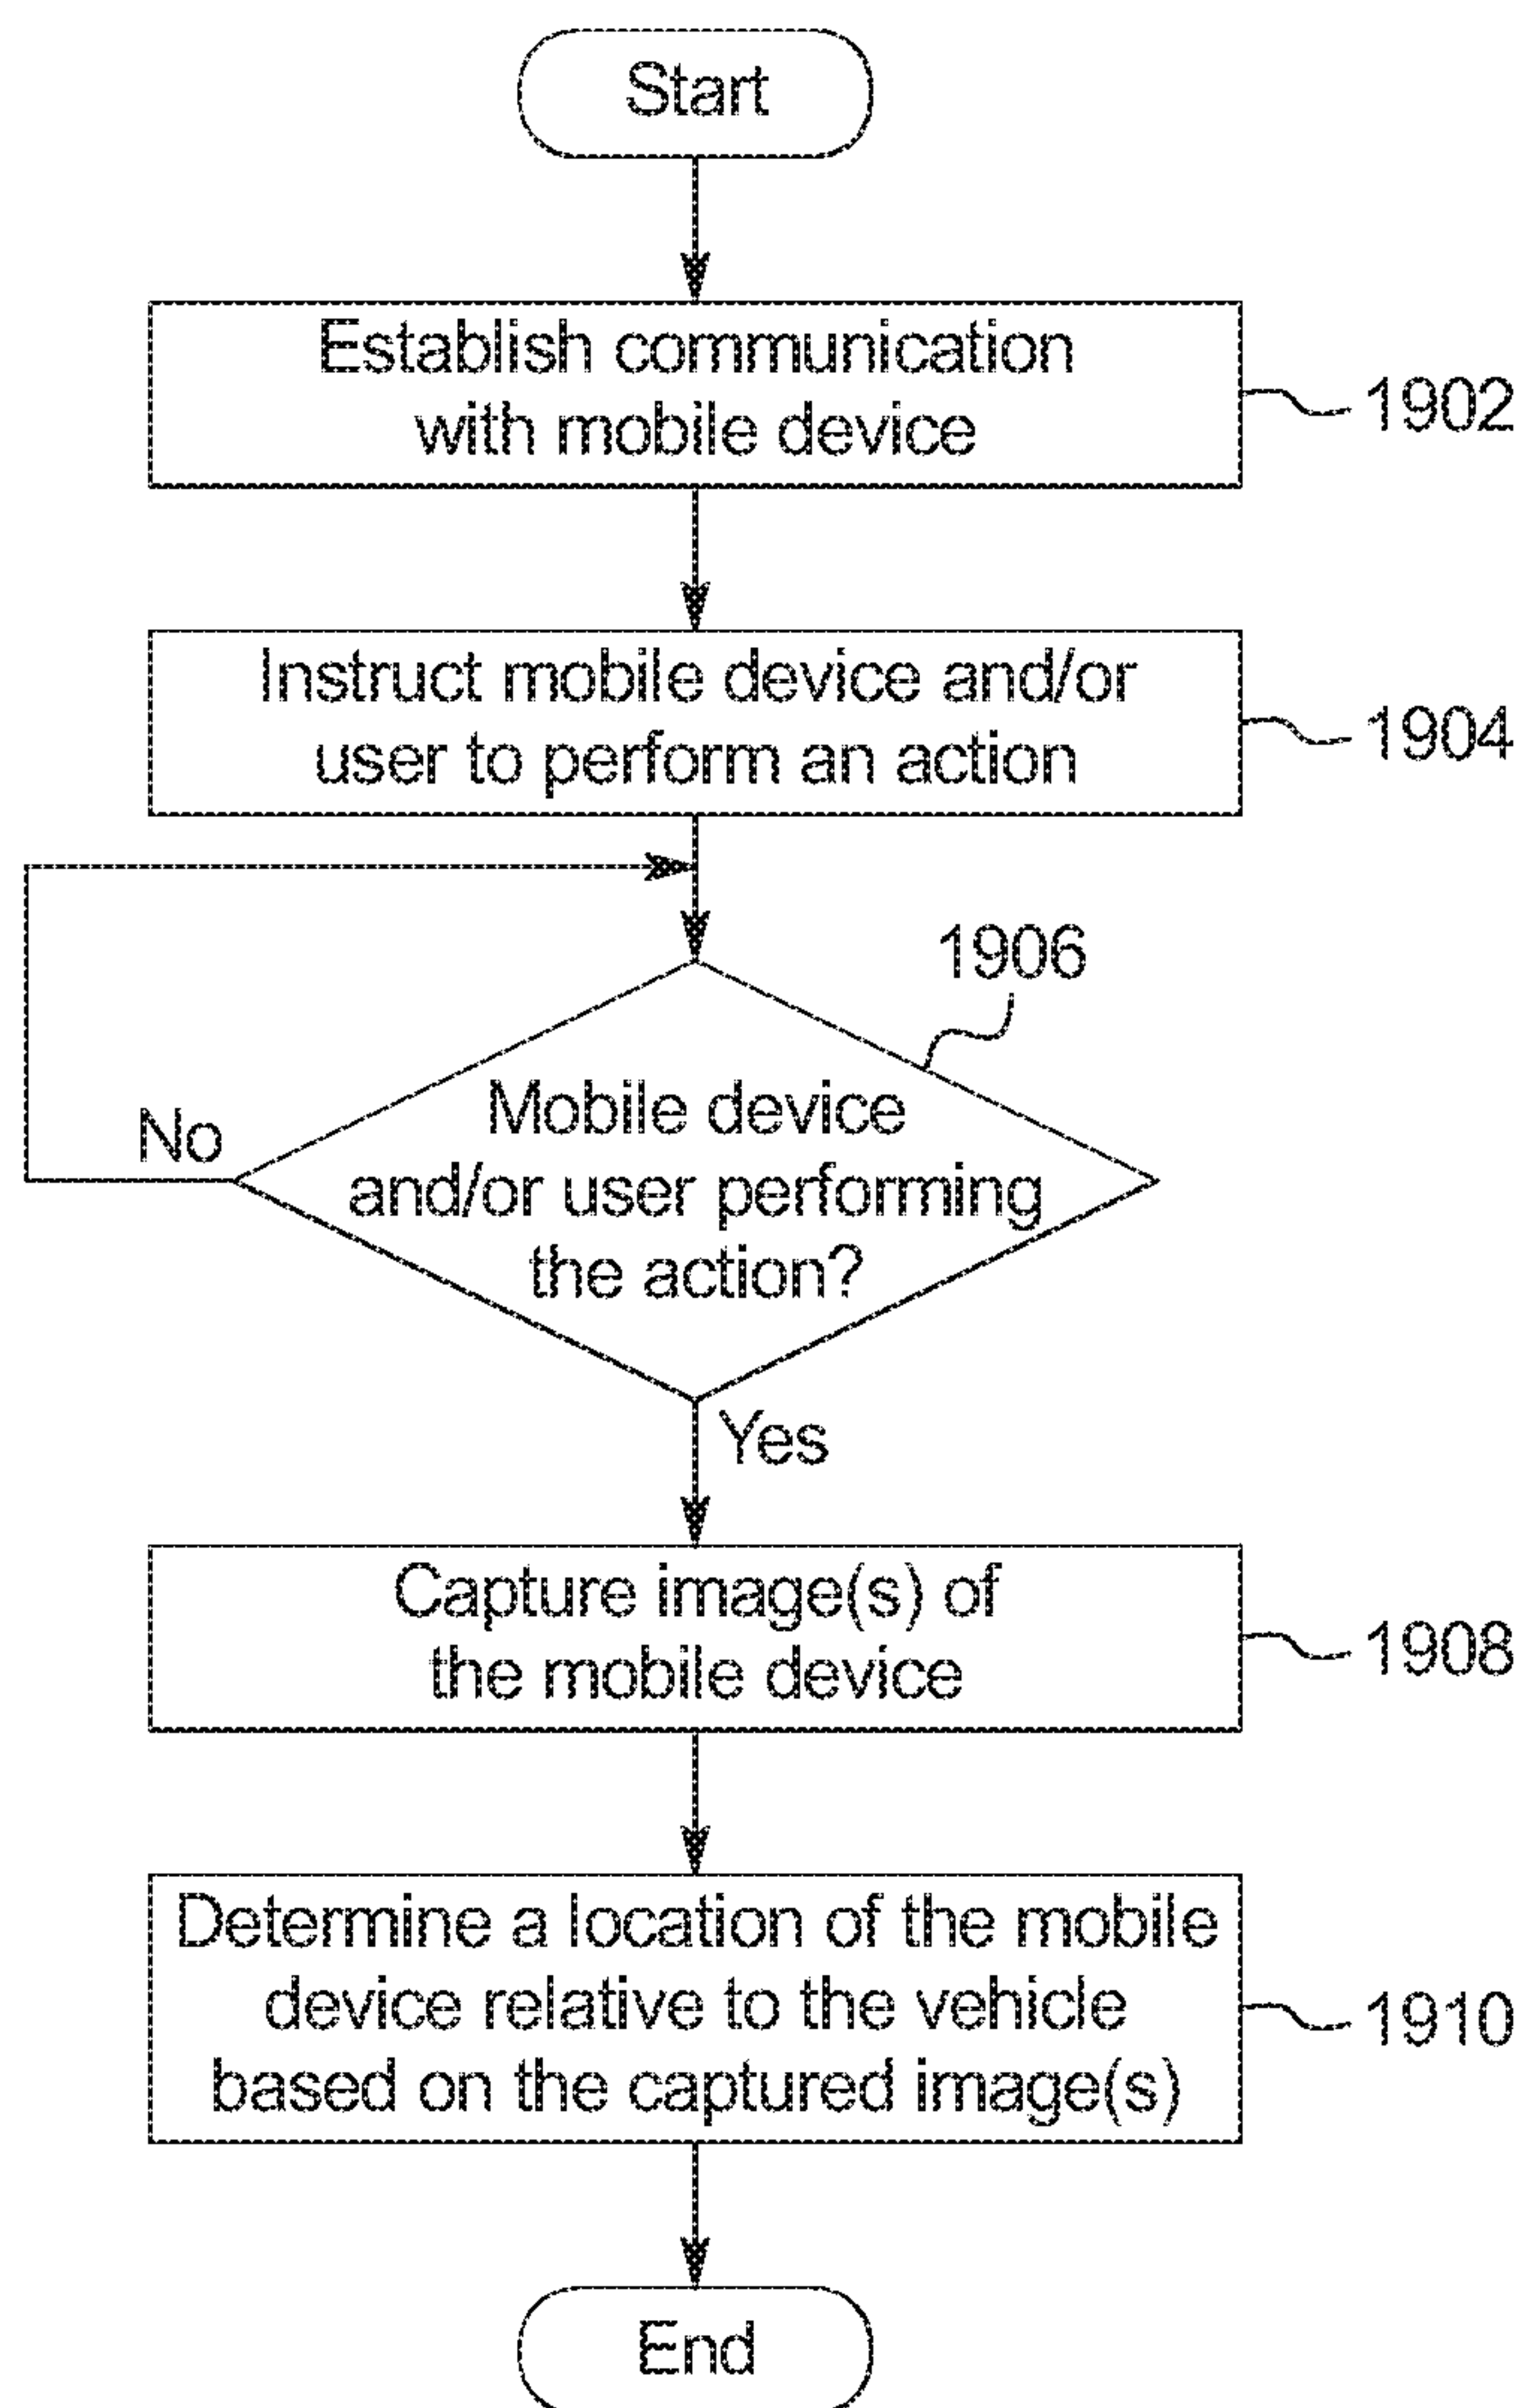 Start
Establish communication
with mobile device
1902
Instruct mobile device and/or
user to perform an action
1904
1906
Mobile device
and/or user performing
the action?
No
Yes
Capture image(s) of
the mobile device
1908
Determine a location of the mobile
device relative to the vehicle
based on the captured image(s)
1910
End